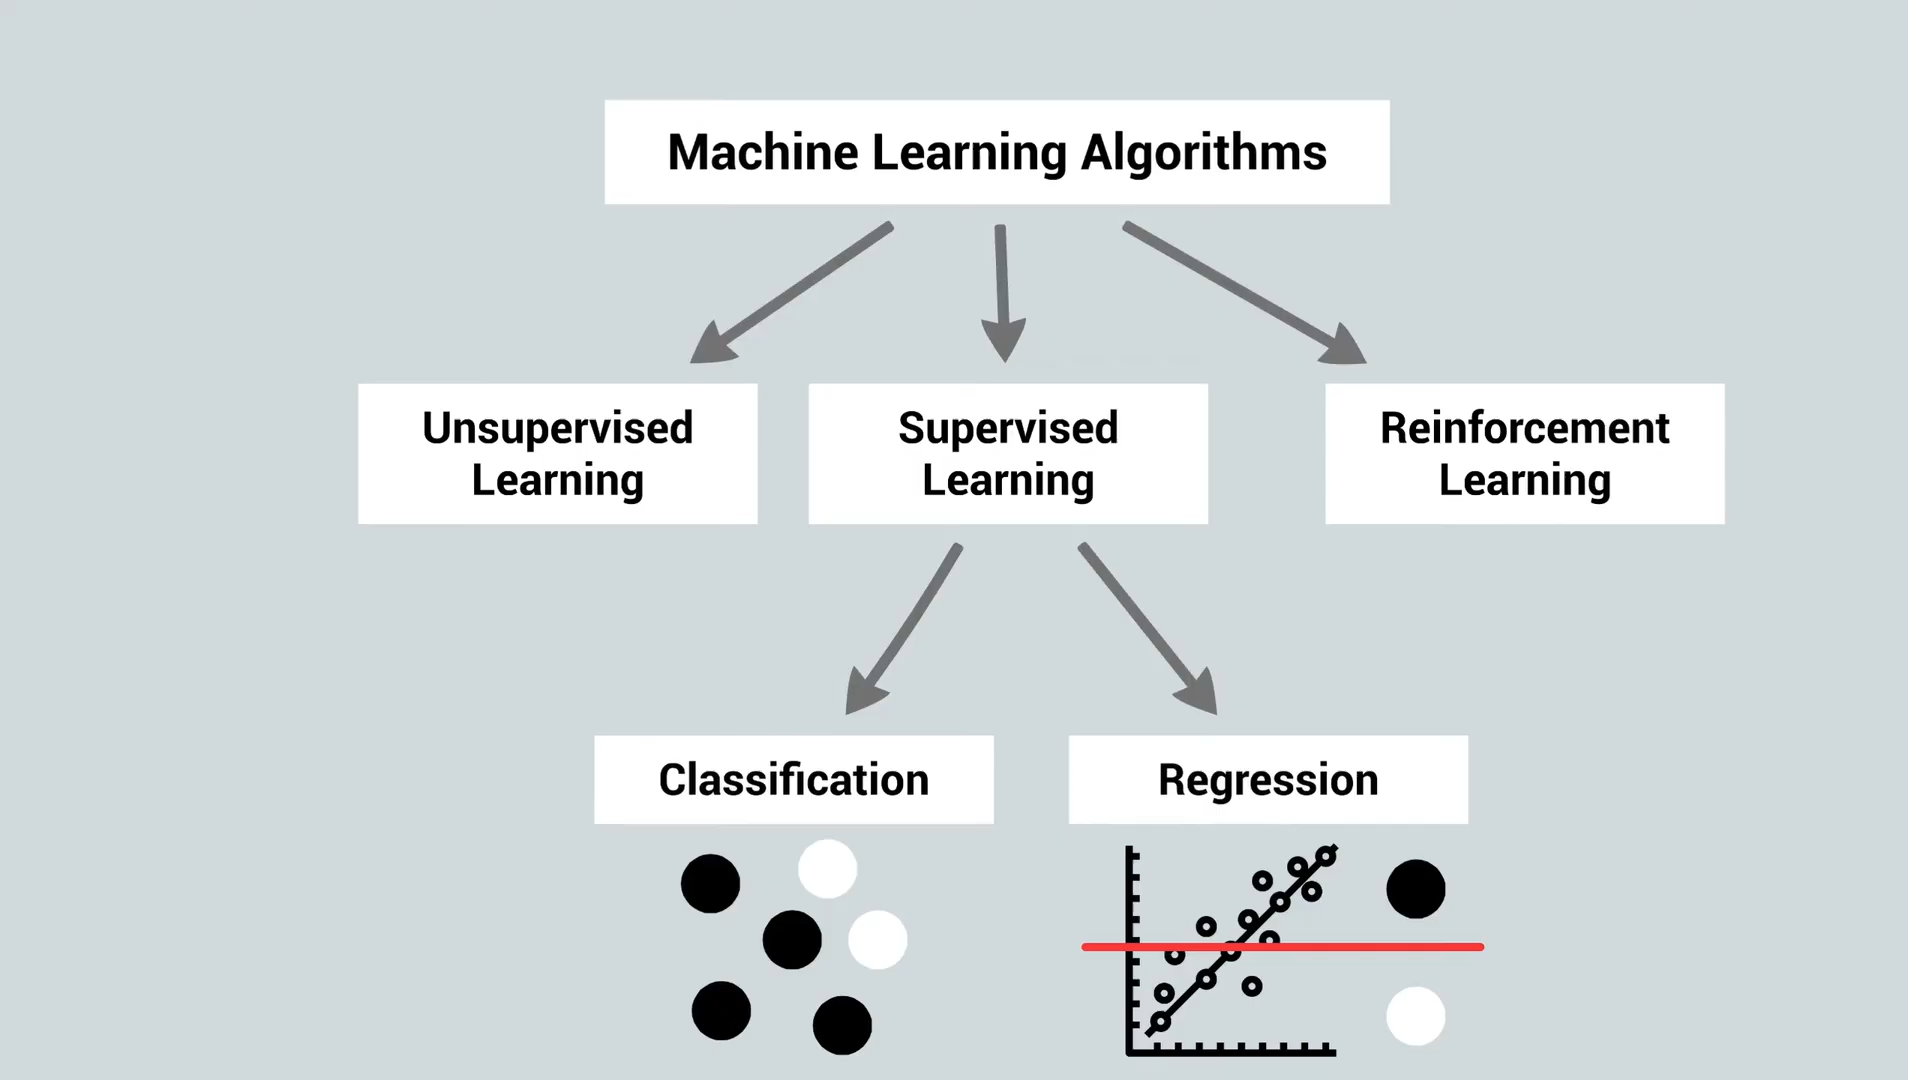 Machine Learning Algorithms
Unsupervised
Learning
Supervised
Learning
Reinforcement
Learning
Classification
Regression